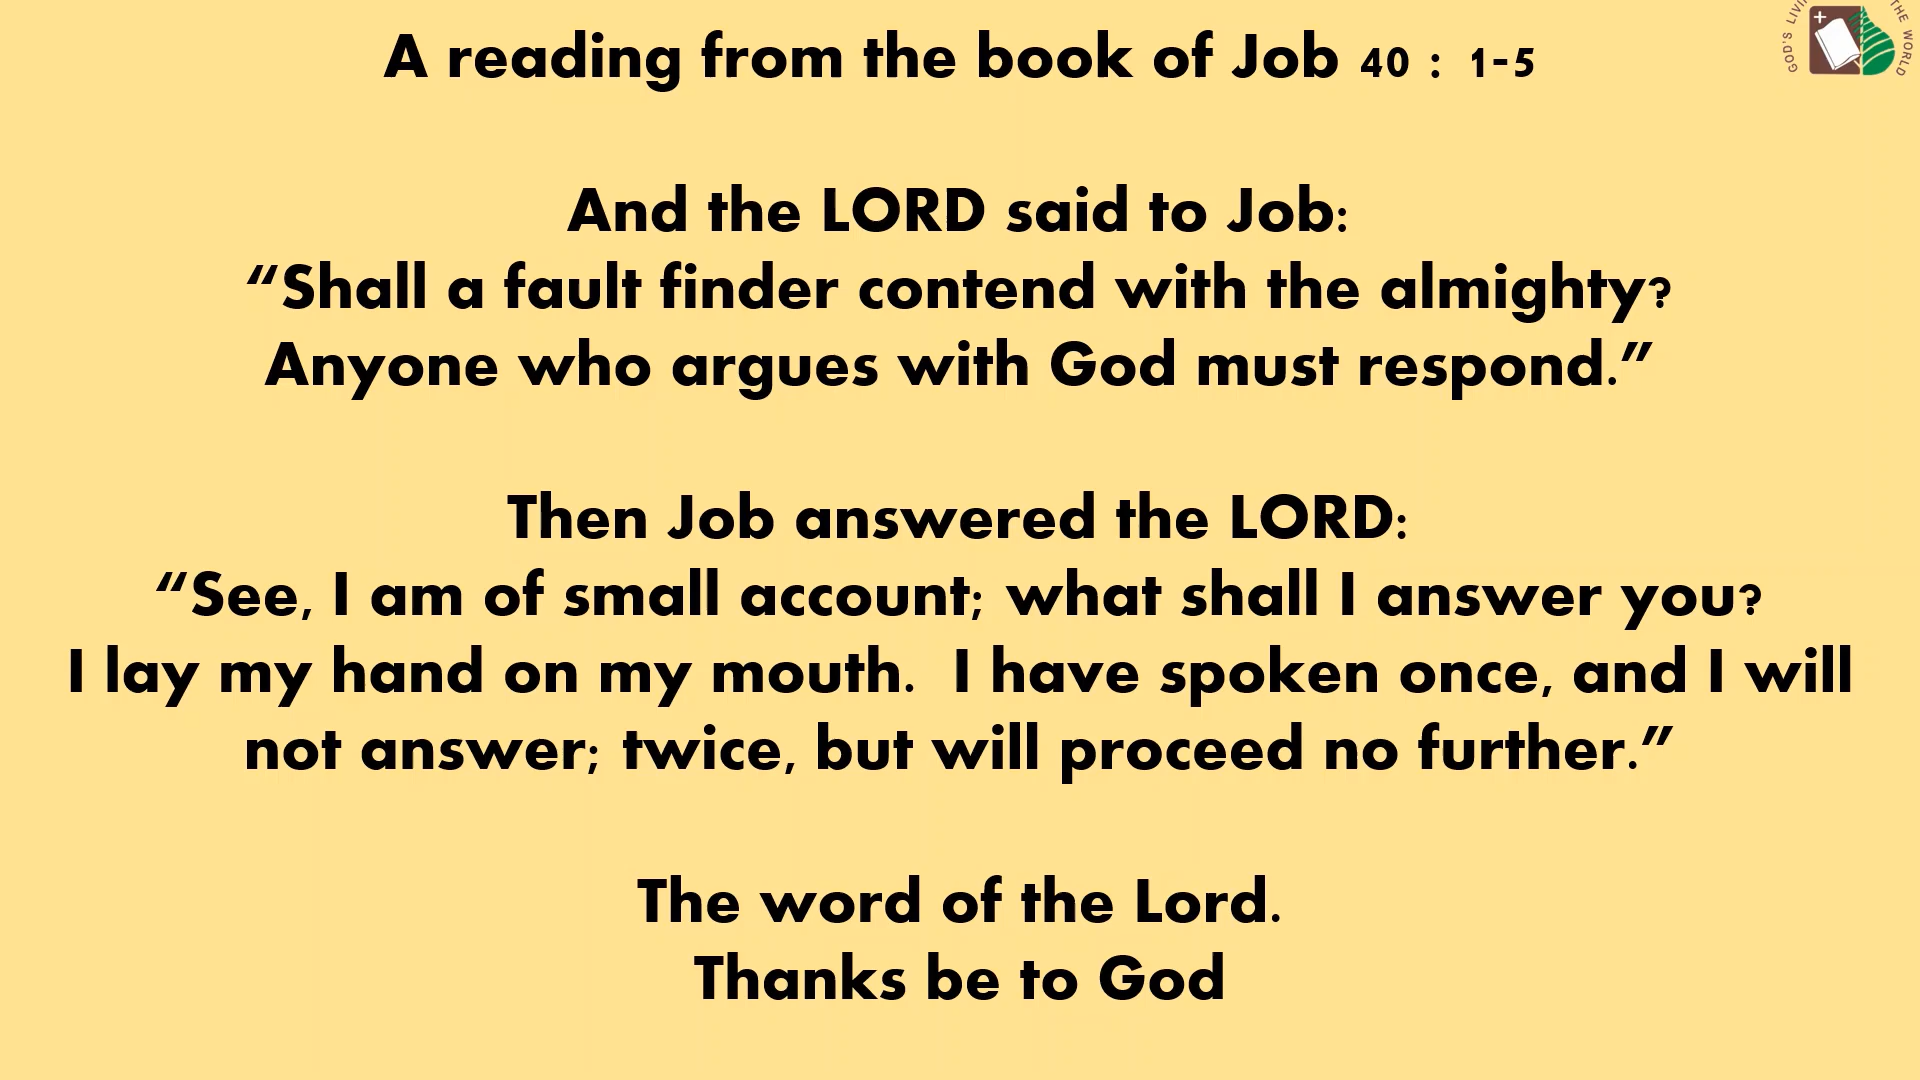 A reading from the book of Job 40 : 1-5
GOD'S THE WORLD
And the LORD said to Job:
“Shall a fault finder contend with the almighty?
Anyone who argues with God must respond.”
Then Job answered the LORD:
“See, I am of small account; what shall I answer you?
I lay my hand on my mouth.  I have spoken once, and I will
not answer; twice, but will proceed no further.”
The word of the Lord.
Thanks be to God